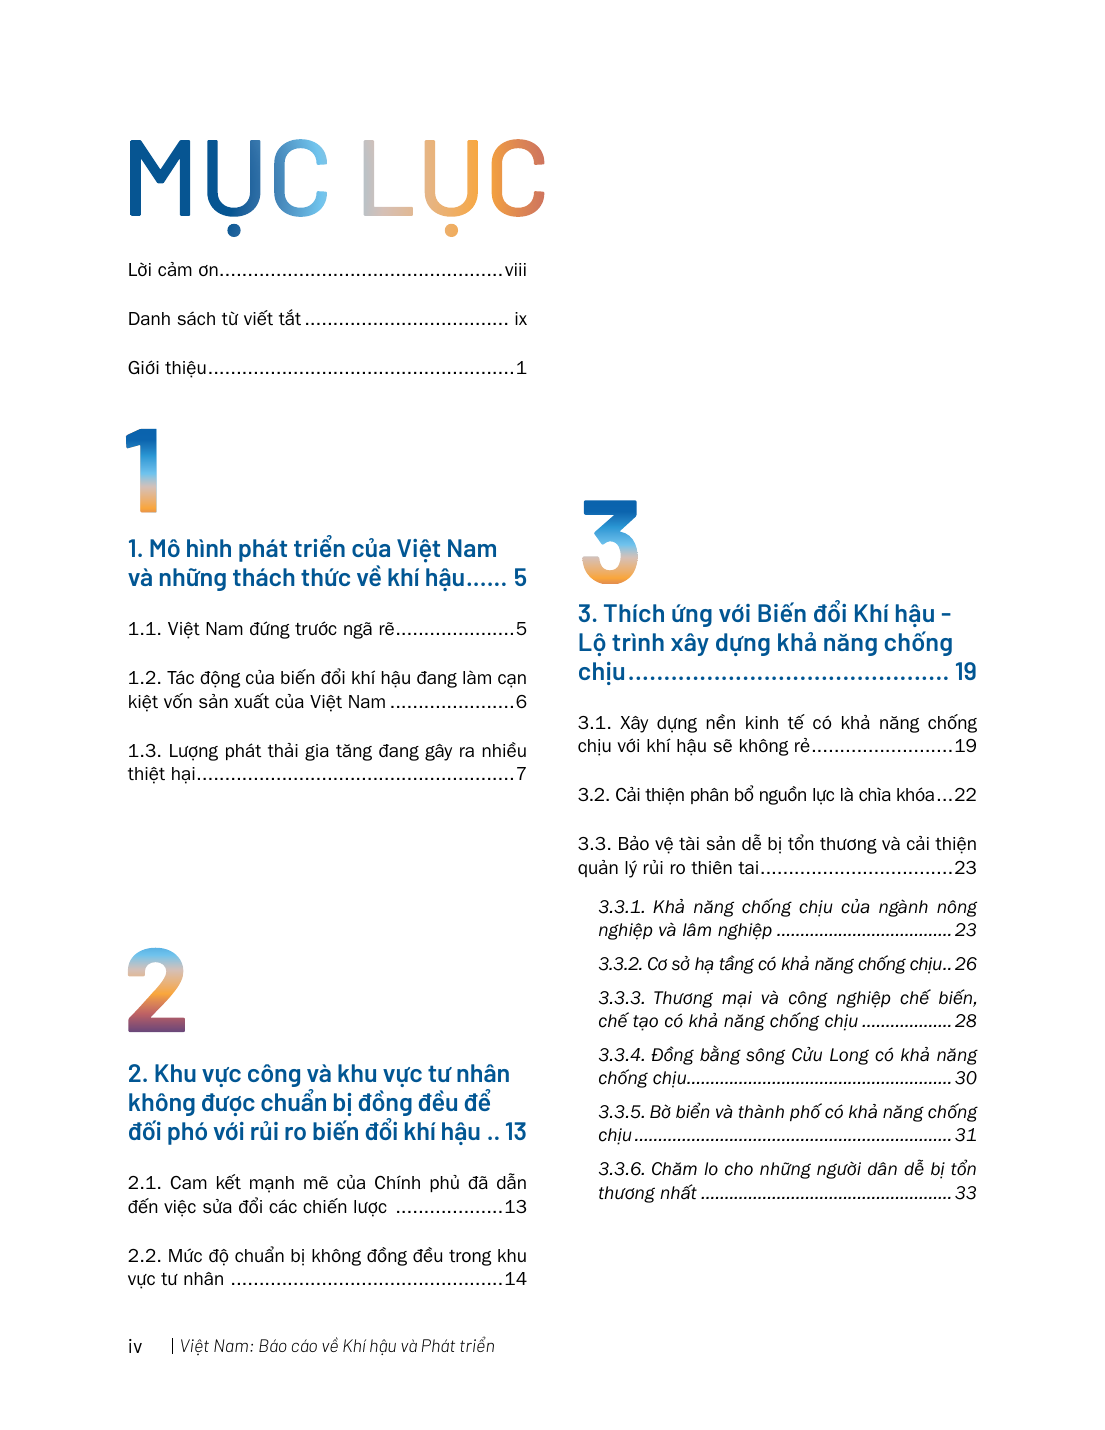 MỤC LỤC
Lời cảm ơn..................................................viii
Danh sách từ viết tắt.................................... ix
Giới thiệu......................................................1
1
1. Mô hình phát triển của Việt Nam
và những thách thức về khí hậu...... 5
1.1. Việt Nam đứng trước ngã rẽ.....................5
1.2. Tác động của biến đổi khí hậu đang làm cạn
kiệt vốn sản xuất của Việt Nam ......................6
1.3. Lượng phát thải gia tăng đang gây ra nhiều
thiệt hại........................................................7
2
2. Khu vực công và khu vực tư nhân
không được chuẩn bị đồng đều để
đối phó với rủi ro biến đổi khí hậu .. 13
2.1. Cam kết mạnh mẽ của Chính phủ đã dẫn
đến việc sửa đổi các chiến lược ...................13
2.2. Mức độ chuẩn bị không đồng đều trong khu
vực tư nhân ................................................14
3
3. Thích ứng với Biến đổi Khí hậu -
Lộ trình xây dựng khả năng chống
chịu............................................. 19
3.1. Xây dựng nền kinh tế có khả năng chống
chịu với khí hậu sẽ không rẻ.........................19
3.2. Cải thiện phân bổ nguồn lực là chìa khóa...22
3.3. Bảo vệ tài sản dễ bị tổn thương và cải thiện
quản lý rủi ro thiên tai..................................23
3.3.1. Khả năng chống chịu của ngành nông
nghiệp và lâm nghiệp ..................................... 23
3.3.2. Cơ sở hạ tầng có khả năng chống chịu.. 26
3.3.3. Thương mại và công nghiệp chế biến,
chế tạo có khả năng chống chịu ................... 28
3.3.4. Đồng bằng sông Cửu Long có khả năng
chống chịu........................................................ 30
3.3.5. Bờ biển và thành phố có khả năng chống
chịu................................................................... 31
3.3.6. Chăm lo cho những người dân dễ bị tổn
thương nhất ..................................................... 33
iv | Việt Nam: Báo cáo về Khí hậu và Phát triển